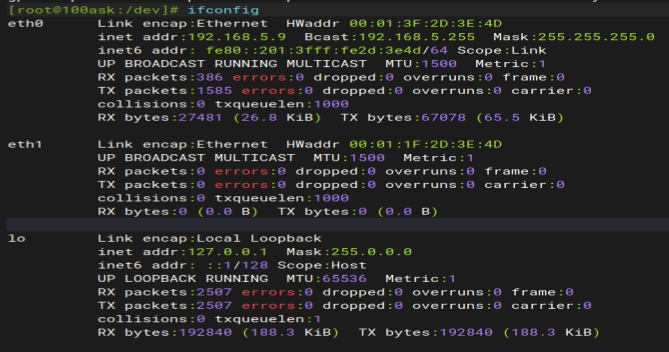 [root@100ask:/dev]# ifconfig
eth0 Link encap:Ethernet HWaddr 00:01:3F:2D:3E:4D
inet addr:192.168.5.9 Bcast:192.168.5.255 Mask:255.255.255.0
inet6 addr: fe80::201:3fff:fe2d:3e4d/64 Scope:Link
UP BROADCAST RUNNING MULTICAST MTU:1500 Metric:1
RX packets:386 errors:0 dropped:0 overruns:0 frame:0
TX packets:1585 errors:0 dropped:0 overruns:0 carrier:0
collisions:0 txqueuelen:1000
RX bytes:27481 (26.8 KiB) TX bytes:67078 (65.5 KiB)
eth1 Link encap:Ethernet HWaddr 00:01:1F:2D:3E:4D
UP BROADCAST MULTICAST MTU:1500 Metric:1
RX packets:0 errors:0 dropped:0 overruns:0 frame:0
TX packets:0 errors:0 dropped:0 overruns:0 carrier:0
collisions:0 txqueuelen:1000
RX bytes:0 (0.0 B) TX bytes:0 (0.0 B)
lo Link encap:Local Loopback
inet addr:127.0.0.1 Mask:255.0.0.0
inet6 addr: ::1/128 Scope:Host
UP LOOPBACK RUNNING MTU:65536 Metric:1
RX packets:2507 errors:0 dropped:0 overruns:0 frame:0
TX packets:2507 errors:0 dropped:0 overruns:0 carrier:0
collisions:0 txqueuelen:1
RX bytes:192840 (188.3 KiB) TX bytes:192840 (188.3 KiB)